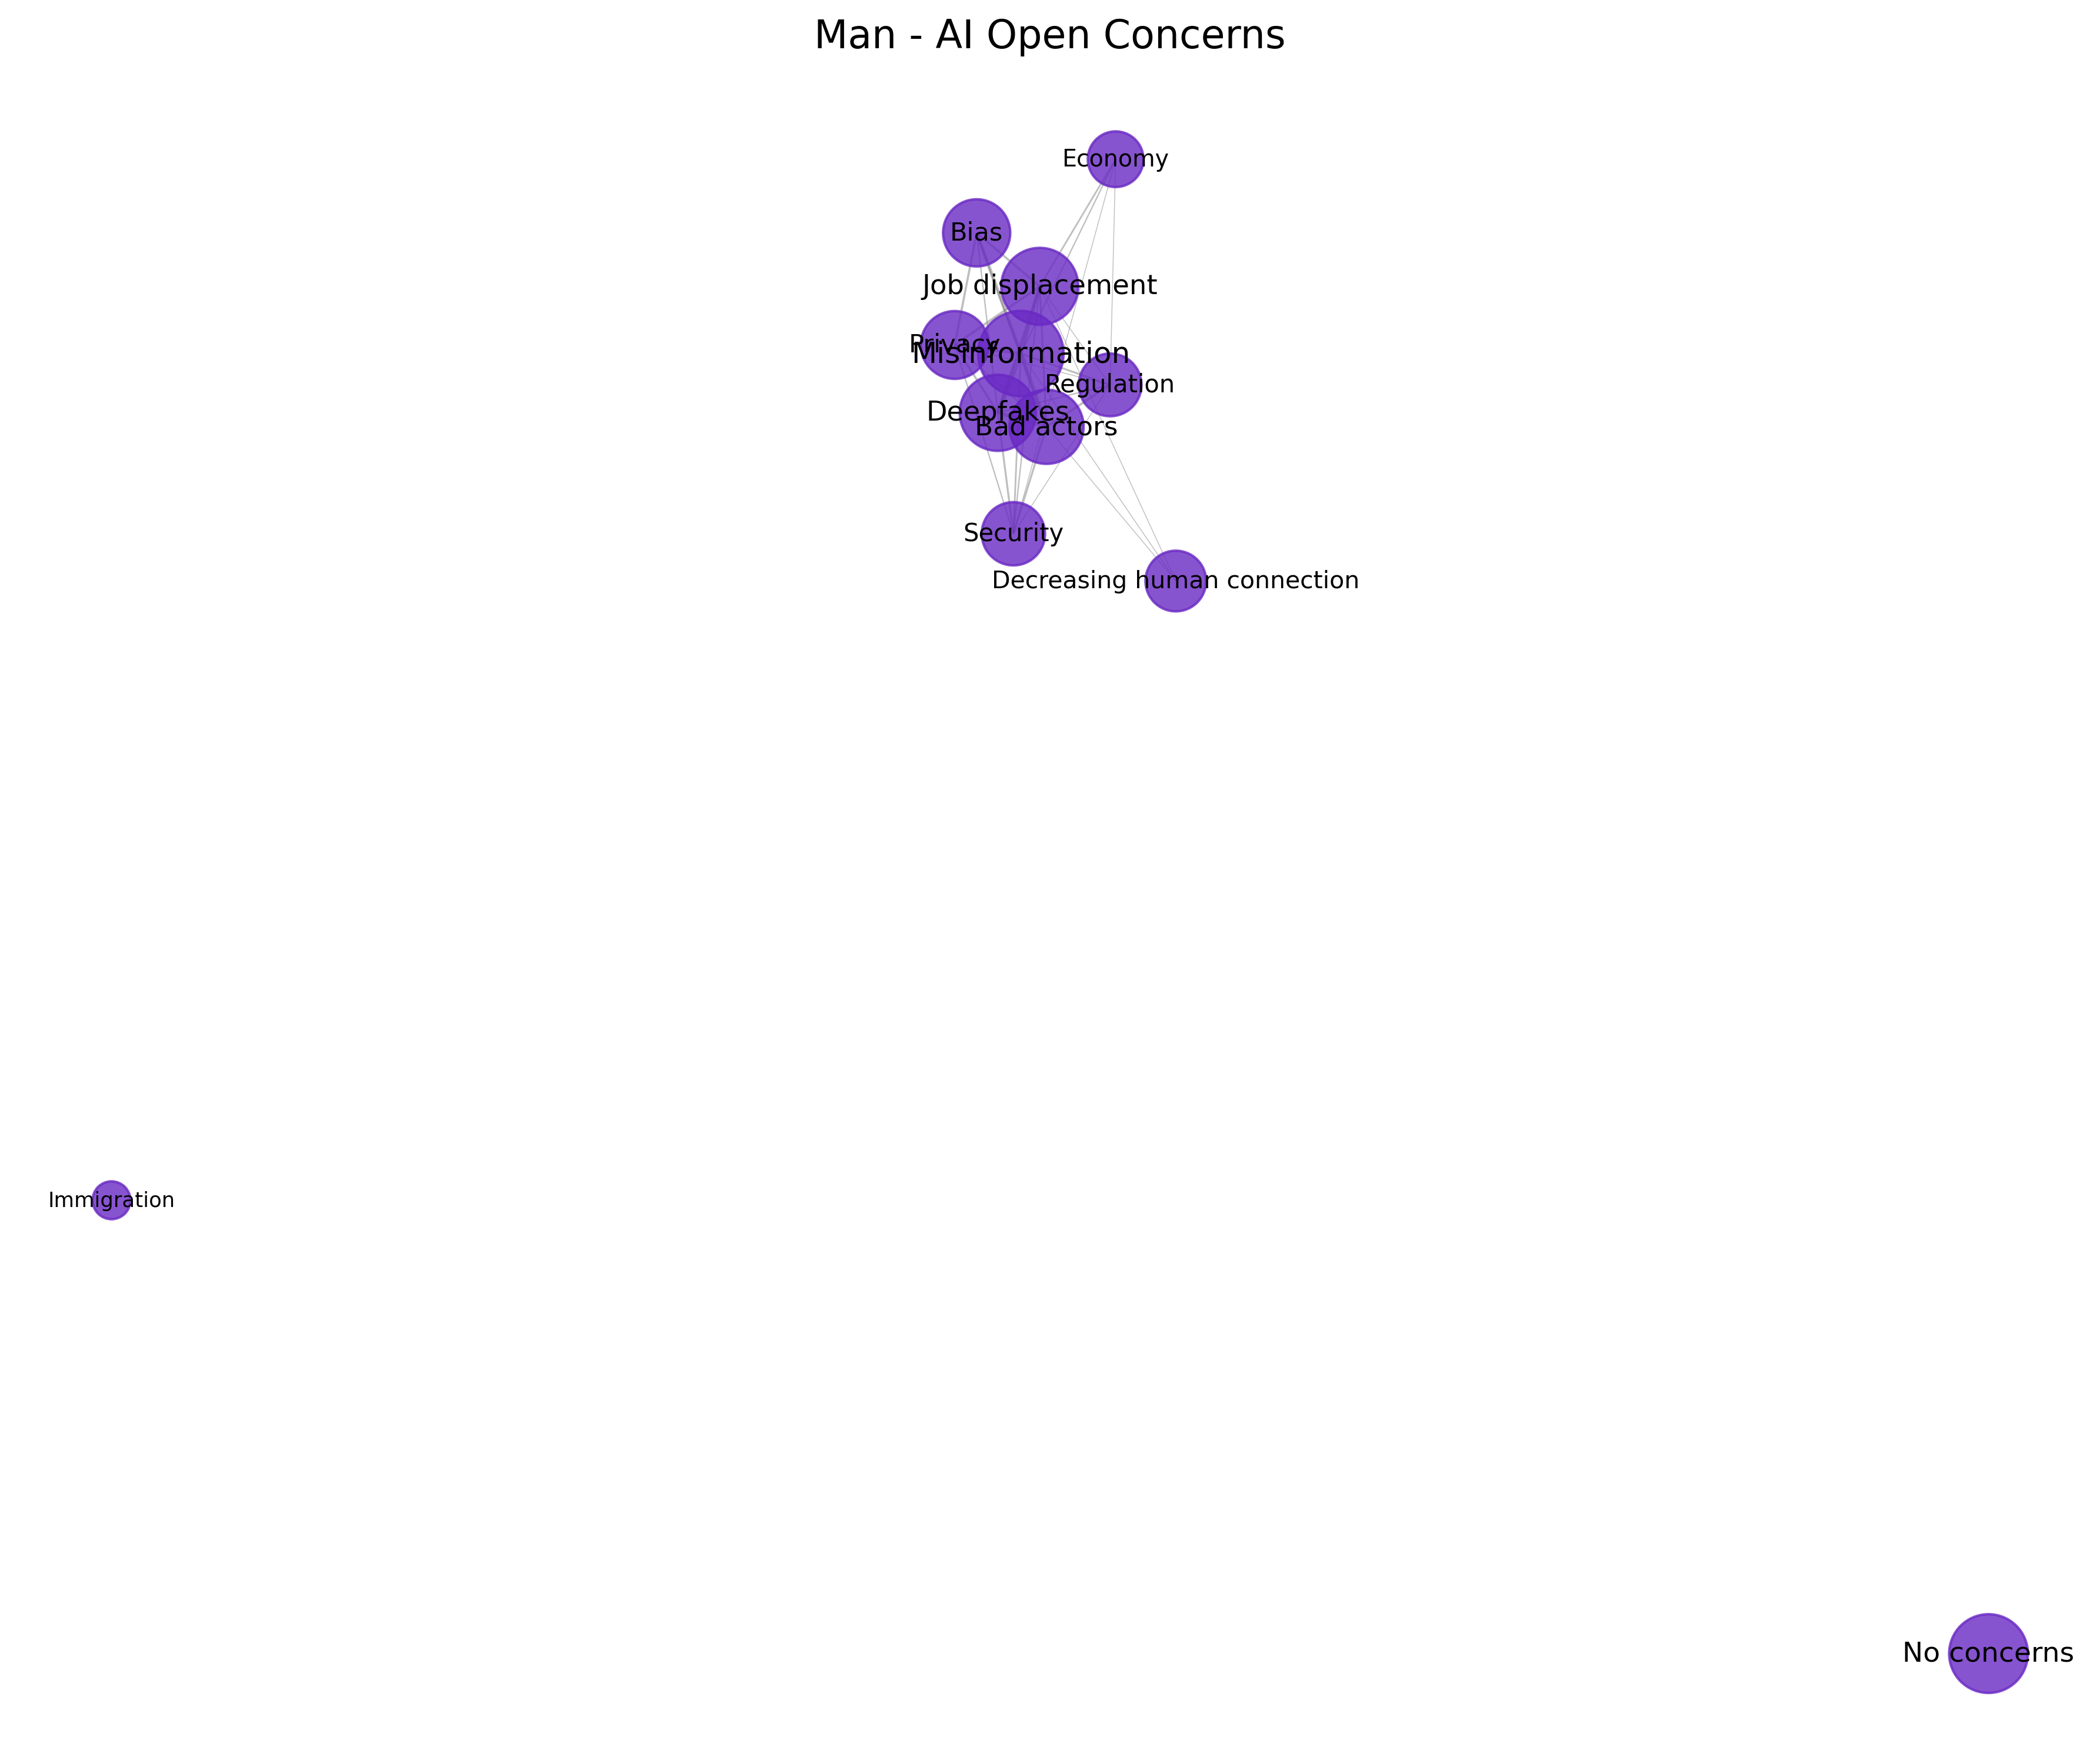 Man - AI Open Concerns
Economy
Bias
Job displacement
Privacy
Misinformation
Regulation
Deepfakes
Bad actors
Security
Decreasing human connection
Immigration
No concerns